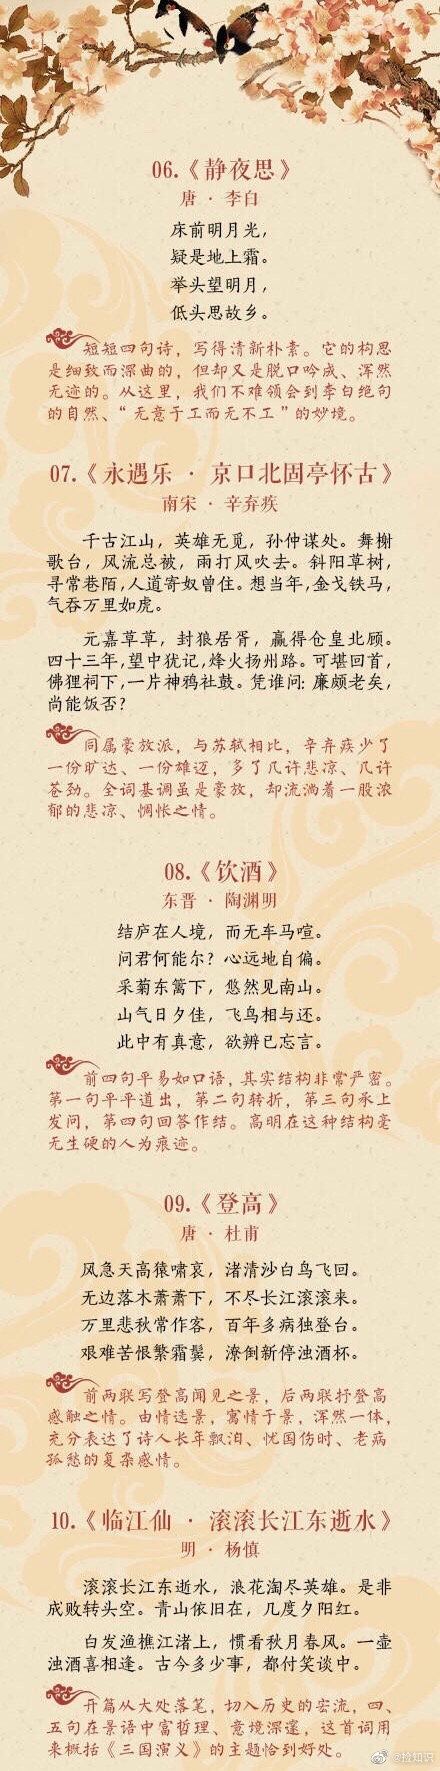 06.《静夜思》
唐 · 李白
床前明月光，
疑是地上霜。
举头望明月，
低头思故乡。
短短四句诗，写得清新朴素。它的构思
是细致而深曲的，但却又是脱口吟成、浑然
无迹的。从这里，我们不难领会到李白绝句
的自然、“无意于工而无不工”的妙境。
07.《永遇乐 · 京口北固亭怀古》
南宋 · 辛弃疾
千古江山，英雄无觅，孙仲谋处。舞榭
歌台，风流总被，雨打风吹去。斜阳草树，
寻常巷陌，人道寄奴曾住。想当年，金戈铁马，
气吞万里如虎。
元嘉草草，封狼居胥，赢得仓皇北顾。
四十三年，望中犹记，烽火扬州路。可堪回首，
佛狸祠下，一片神鸦社鼓。凭谁问：廉颇老矣，
尚能饭否？
同属豪放派，与苏轼相比，辛弃疾少了
一份旷达、一份雄迈，多了几许悲凉、几许
苍劲。全词基调虽是豪放，却流淌着一股浓
郁的悲凉、惆怅之情。
08.《饮酒》
东晋 · 陶渊明
结庐在人境，而无车马喧。
问君何能尔？心远地自偏。
采菊东篱下，悠然见南山。
山气日夕佳，飞鸟相与还。
此中有真意，欲辨已忘言。
前四句平易如口语，其实结构非常严密。
第一句平平道出，第二句转折，第三句承上
发问，第四句回答作结。高明在这种结构毫
无生硬的人为痕迹。
09.《登高》
唐 · 杜甫
风急天高猿啸哀，渚清沙白鸟飞回。
无边落木萧萧下，不尽长江滚滚来。
万里悲秋常作客，百年多病独登台。
艰难苦恨繁霜鬓，潦倒新停浊酒杯。
前两联写登高闻见之景，后两联抒登高
感触之情。由情选景，寓情于景，浑然一体，
充分表达了诗人长年飘泊、忧国伤时、老病
孤愁的复杂感情。
10.《临江仙 · 滚滚长江东逝水》
明 · 杨慎
滚滚长江东逝水，浪花淘尽英雄。是非
成败转头空。青山依旧在，几度夕阳红。
白发渔樵江渚上，惯看秋月春风。一壶
浊酒喜相逢。古今多少事，都付笑谈中。
开篇从大处落笔，切入历史的宏流，四、
五句在景语中富哲理、意境深邃，这首词用
来概括《三国演义》的主题恰到好处。
@捡知识